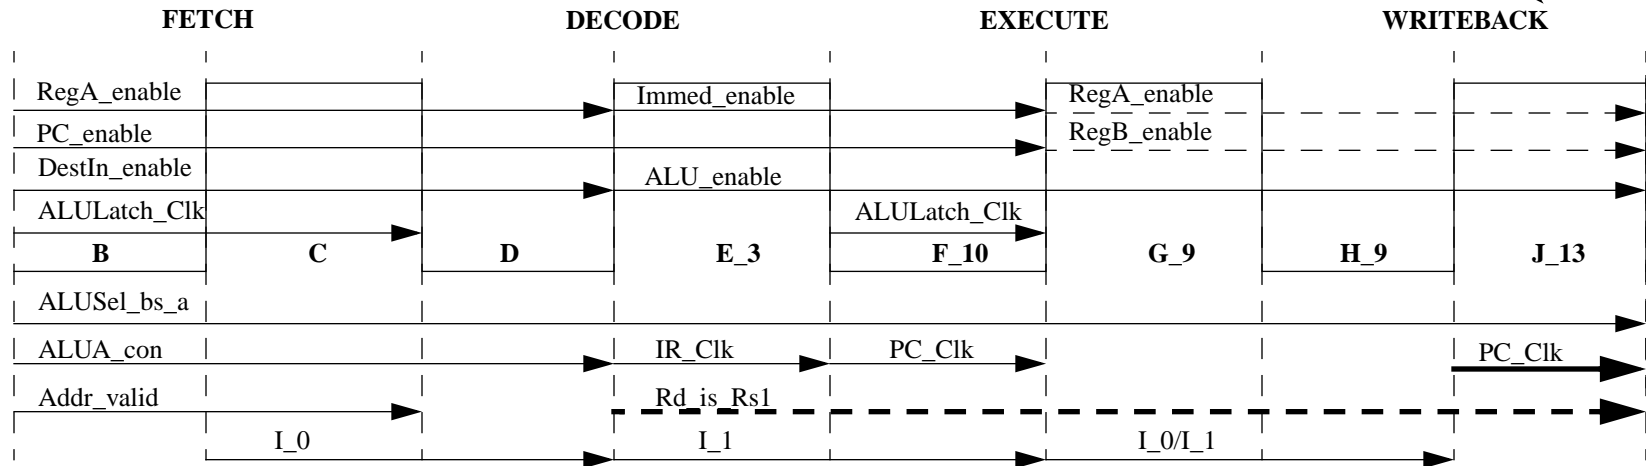 FETCH DECODE EXECUTE WRITEBACK
RegA_enable Immed_enable RegA_enable
PC_enable RegB_enable
DestIn_enable ALU_enable
ALULatch_Clk ALULatch_Clk
B C D E_3 F_10 G_9 H_9 J_13
ALUSel_bs_a
ALUA_con IR_Clk PC_Clk PC_Clk
Addr_valid Rd_is_Rs1
I_0 I_1 I_0/I_1